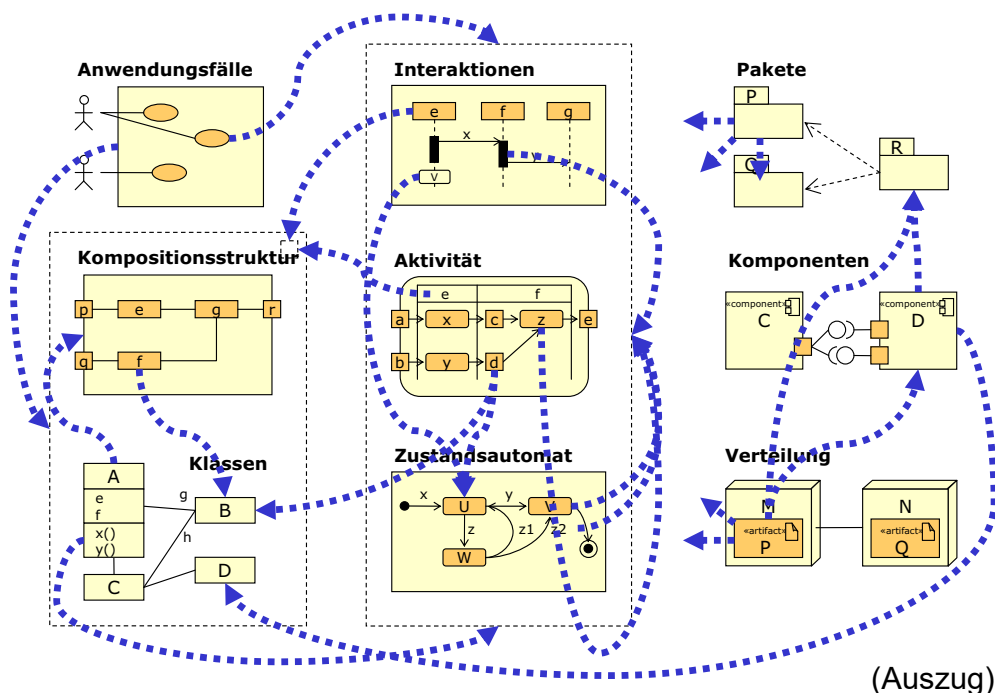 Anwendungsfälle
Interaktionen
e
f
g
x
y
v
Pakete
P
Q
R
Kompositionsstruktur
p
e
g
r
q
f
Aktivität
e
f
a
x
c
z
e
b
y
d
Komponenten
«component»
C
«component»
D
Klassen
A
e
f
x()
y()
g
h
B
C
D
Zustandsautomat
x
U
y
V
z
z1
z2
W
Verteilung
M
«artifact»
P
N
«artifact»
Q
(Auszug)